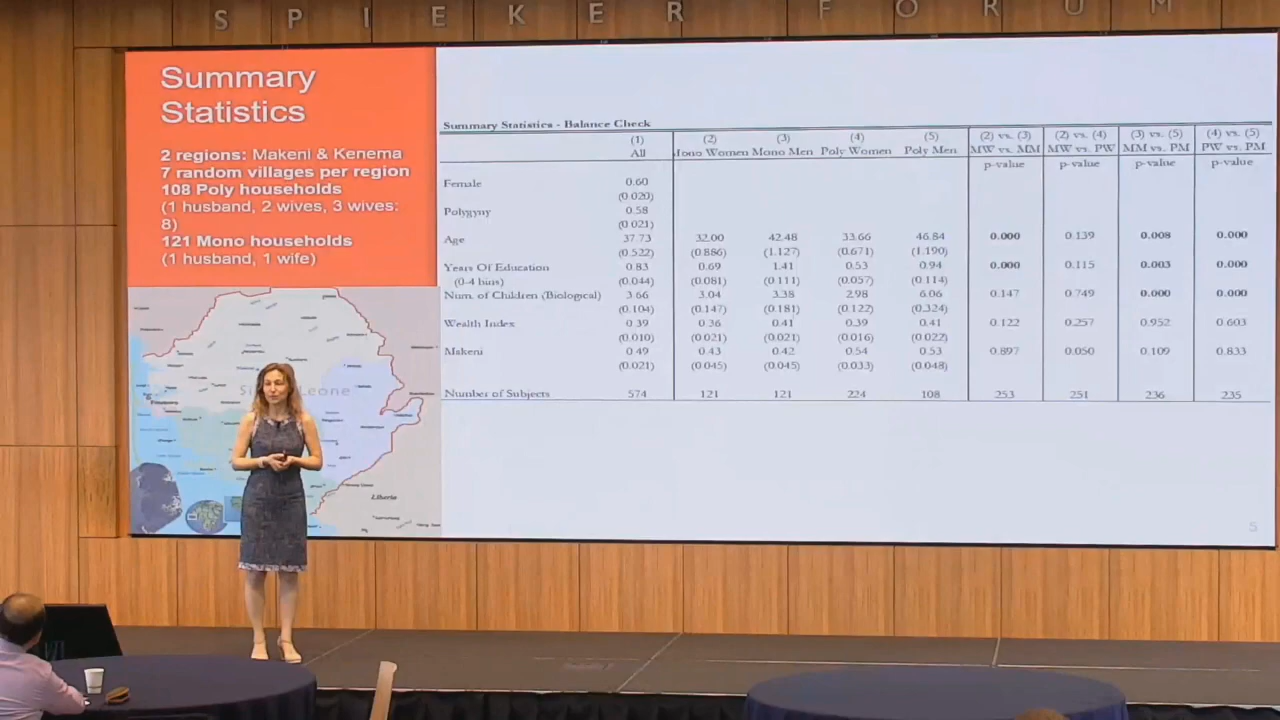 SPIEKER FORUM
Summary
Statistics
2 regions: Makeni & Kenema
7 random villages per region
108 Poly households
(1 husband, 2 wives, 3 wives:
8)
121 Mono households
(1 husband, 1 wife)
Summary Statistics - Balance Check
(1) (2) (3) (4) (5) (2) vs. (3) (2) vs. (4) (3) vs. (5) (4) vs. (5)
All Mono Women Mono Men Poly Women Poly Men MW vs. MM MW vs. PW MM vs. PM PW vs. PM
p-value p-value p-value p-value
Female 0.60
(0.020)
Polygyny 0.58
(0.021)
Age 37.73 32.00 42.48 33.66 46.84 0.000 0.139 0.008 0.000
(0.522) (0.886) (1.127) (0.671) (1.190)
Years Of Education 0.83 0.69 1.41 0.53 0.94 0.000 0.115 0.003 0.000
(0-4 bins) (0.044) (0.081) (0.111) (0.057) (0.114)
Num. of Children (Biological) 3.66 3.04 3.38 2.98 6.06 0.147 0.749 0.000 0.000
(0.104) (0.147) (0.181) (0.122) (0.324)
Wealth Index 0.39 0.36 0.41 0.39 0.41 0.122 0.257 0.952 0.603
(0.010) (0.021) (0.021) (0.016) (0.022)
Makeni 0.49 0.43 0.42 0.54 0.53 0.897 0.050 0.109 0.833
(0.021) (0.045) (0.045) (0.033) (0.048)
Number of Subjects 574 121 121 224 108 253 251 236 235
Leone
Liberia
5